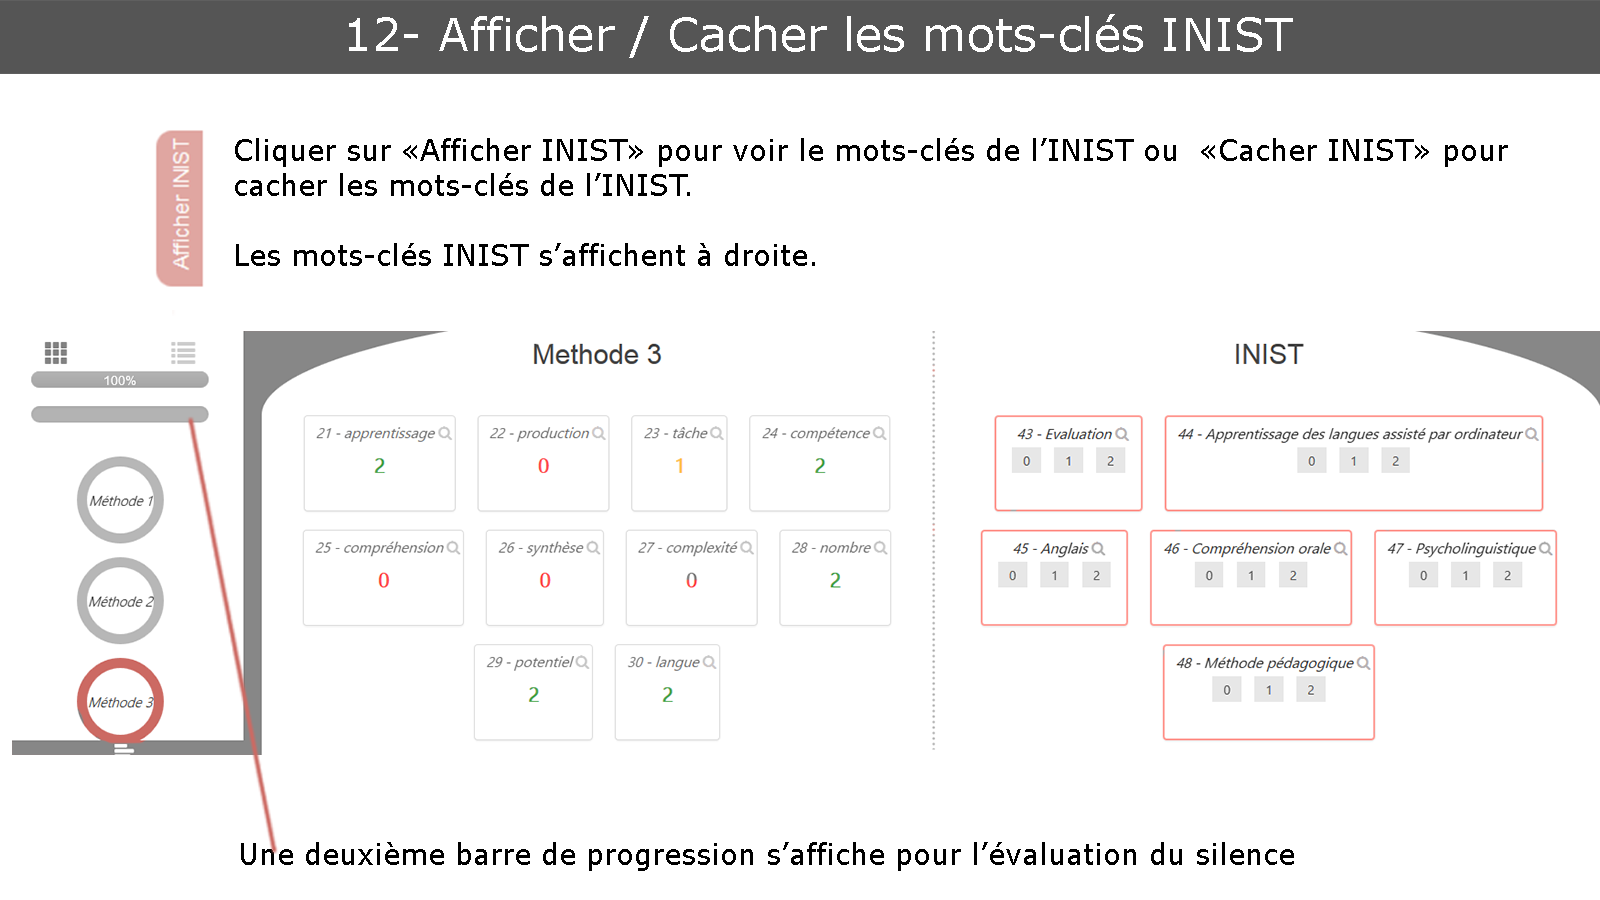 12- Afficher / Cacher les mots-clés INIST
Afficher INIST
Cliquer sur «Afficher INIST» pour voir le mots-clés de l’INIST ou «Cacher INIST» pour
cacher les mots-clés de l’INIST.
Les mots-clés INIST s’affichent à droite.
100%
Méthode 1
Méthode 2
Méthode 3
Methode 3
21 - apprentissage
2
22 - production
0
23 - tâche
1
24 - compétence
2
25 - compréhension
0
26 - synthèse
0
27 - complexité
0
28 - nombre
2
29 - potentiel
2
30 - langue
2
INIST
43 - Evaluation
0 1 2
44 - Apprentissage des langues assisté par ordinateur
0 1 2
45 - Anglais
0 1 2
46 - Compréhension orale
0 1 2
47 - Psycholinguistique
0 1 2
48 - Méthode pédagogique
0 1 2
Une deuxième barre de progression s’affiche pour l’évaluation du silence